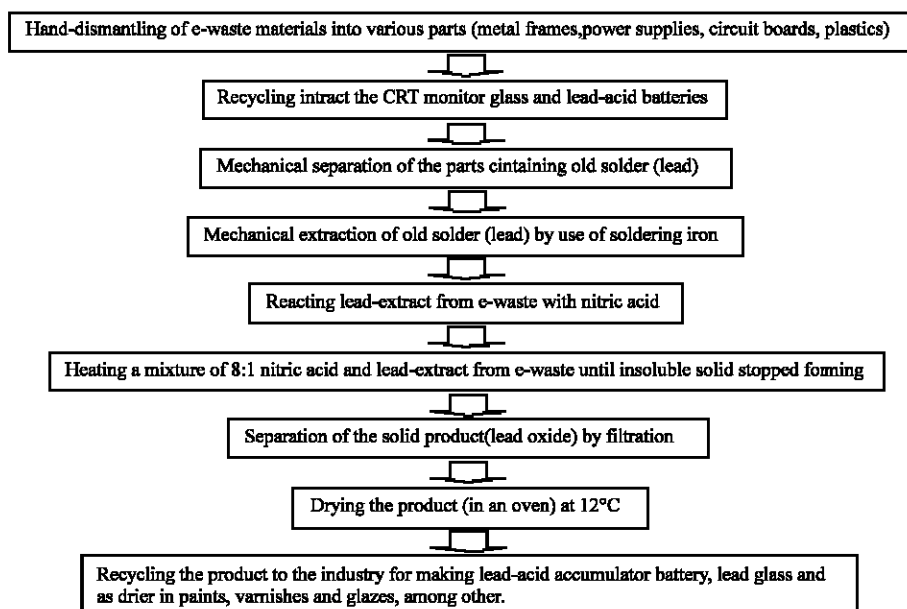 Hand-dismantling of e-waste materials into various parts (metal frames,power supplies, circuit boards, plastics)
Recycling intract the CRT monitor glass and lead-acid batteries
Mechanical separation of the parts cintaining old solder (lead)
Mechanical extraction of old solder (lead) by use of soldering iron
Reacting lead-extract from e-waste with nitric acid
Heating a mixture of 8:1 nitric acid and lead-extract from e-waste until insoluble solid stopped forming
Separation of the solid product(lead oxide) by filtration
Drying the product (in an oven) at 12°C
Recycling the product to the industry for making lead-acid accumulator battery, lead glass and
as drier in paints, varnishes and glazes, among other.